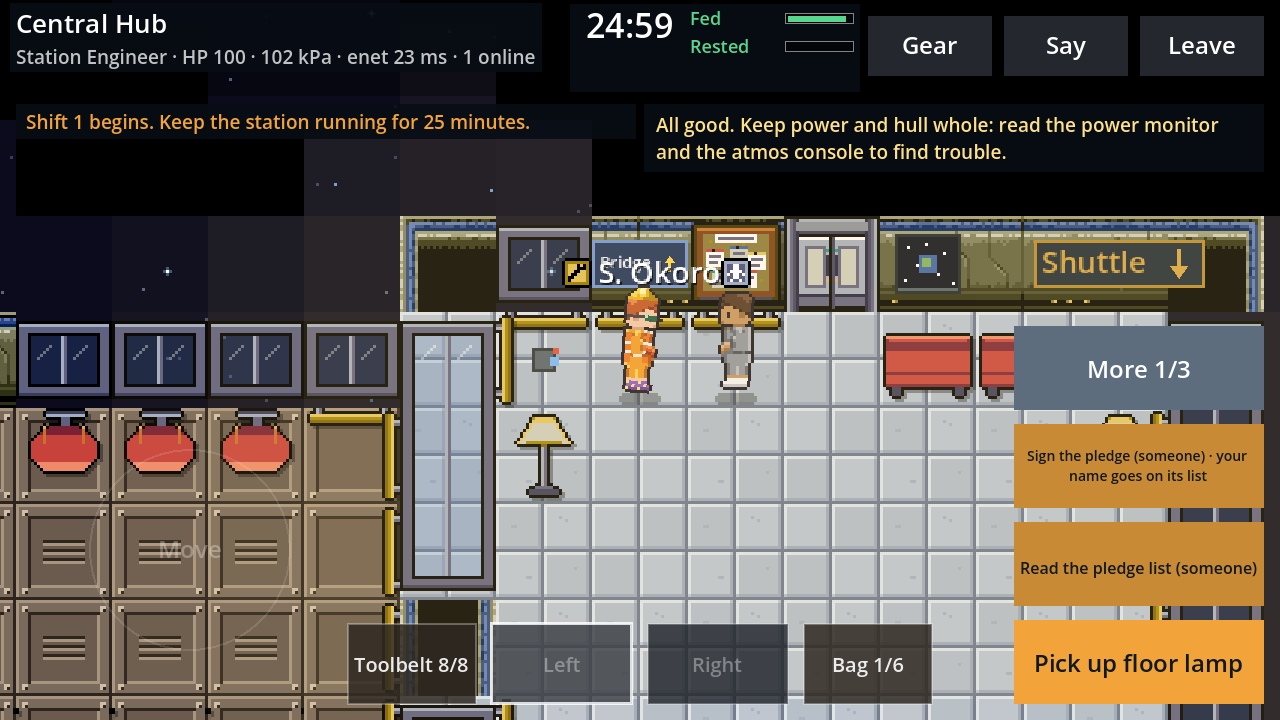 Central Hub
Station Engineer · HP 100 · 102 kPa · enet 23 ms · 1 online
24:59
Fed
Rested
Gear
Say
Leave
Shift 1 begins. Keep the station running for 25 minutes.
All good. Keep power and hull whole: read the power monitor
and the atmos console to find trouble.
Bridge
S. Okoro
Shuttle
More 1/3
Sign the pledge (someone) · your
name goes on its list
Move
Read the pledge list (someone)
Toolbelt 8/8
Left
Right
Bag 1/6
Pick up floor lamp